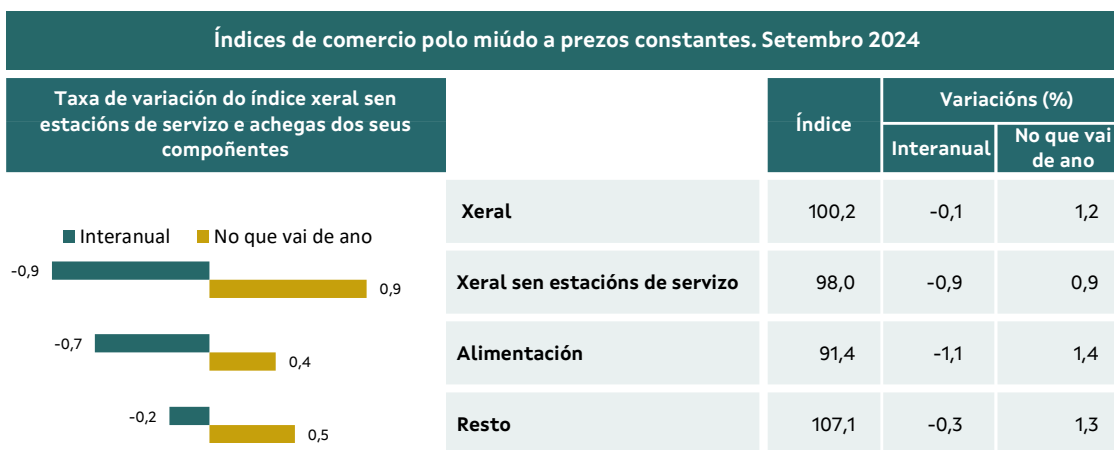 Índices de comercio polo miúdo a prezos constantes. Setembro 2024
Taxa de variación do índice xeral sen
estacións de servizo e achegas dos seus
compoñentes
Índice
Variacións (%)
Interanual
No que vai
de ano
Interanual
No que vai de ano
Xeral
100,2
-0,1
1,2
-0,9
0,9
Xeral sen estacións de servizo
98,0
-0,9
0,9
-0,7
0,4
Alimentación
91,4
-1,1
1,4
-0,2
0,5
Resto
107,1
-0,3
1,3